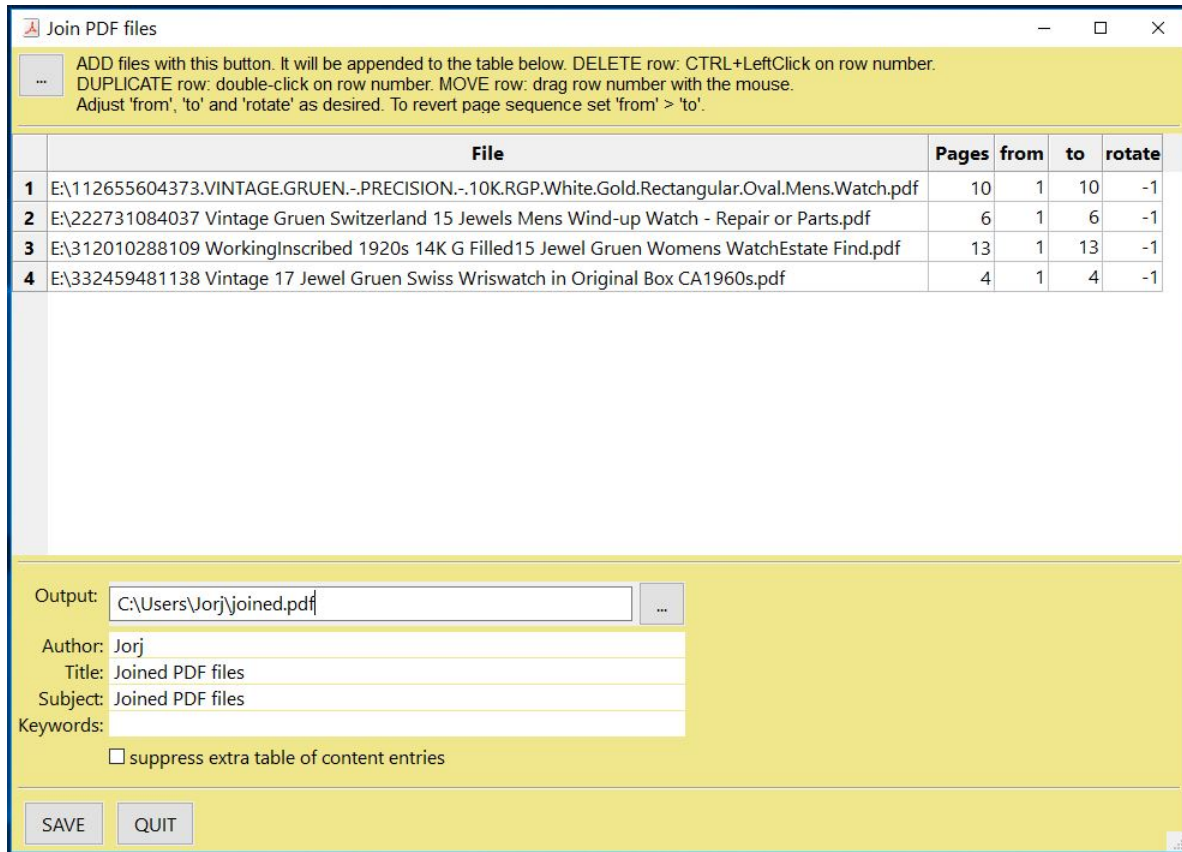 Join PDF files
... ADD files with this button. It will be appended to the table below. DELETE row: CTRL+LeftClick on row number.
DUPLICATE row: double-click on row number. MOVE row: drag row number with the mouse.
Adjust 'from', 'to' and 'rotate' as desired. To revert page sequence set 'from' > 'to'.
File Pages from to rotate
1 E:\112655604373.VINTAGE.GRUEN.-.PRECISION.-.10K.RGP.White.Gold.Rectangular.Oval.Mens.Watch.pdf 10 1 10 -1
2 E:\222731084037 Vintage Gruen Switzerland 15 Jewels Mens Wind-up Watch - Repair or Parts.pdf 6 1 6 -1
3 E:\312010288109 WorkingInscribed 1920s 14K G Filled15 Jewel Gruen Womens WatchEstate Find.pdf 13 1 13 -1
4 E:\332459481138 Vintage 17 Jewel Gruen Swiss Wriswatch in Original Box CA1960s.pdf 4 1 4 -1
Output: C:\Users\Jorj\joined.pdf ...
Author: Jorj
Title: Joined PDF files
Subject: Joined PDF files
Keywords:
suppress extra table of content entries
SAVE QUIT